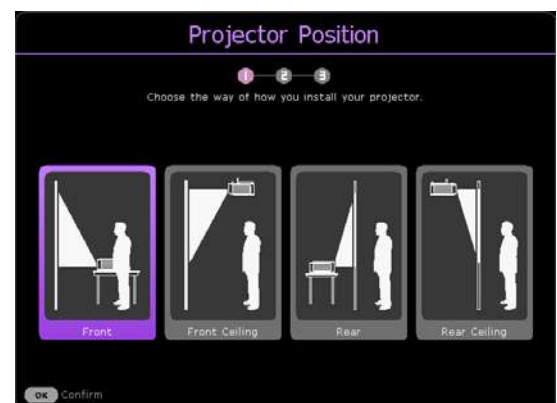 Projector Position
1 2 3
Choose the way of how you install your projector.
Front Front Ceiling Rear Rear Ceiling
OK Confirm